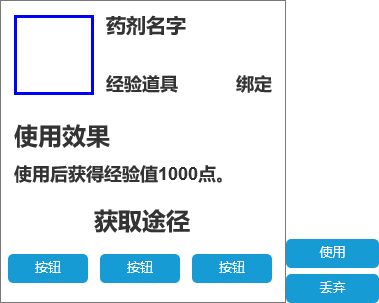 药剂名字
经验道具 绑定
使用效果
使用后获得经验值1000点。
获取途径
按钮 按钮 按钮
使用
丢弃